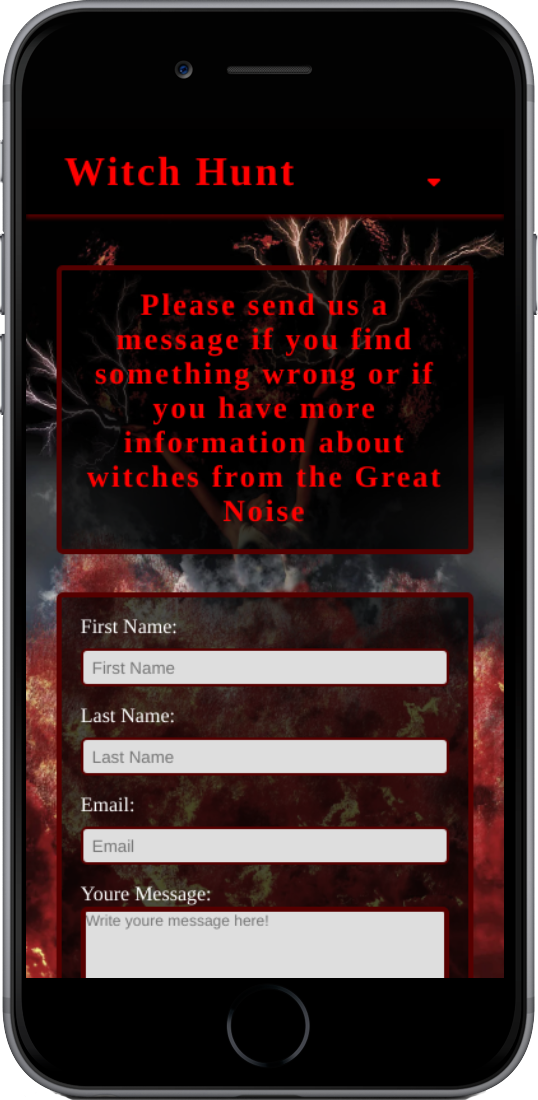 Witch Hunt
Please send us a
message if you find
something wrong or if
you have more
information about
witches from the Great
Noise
First Name:
First Name
Last Name:
Last Name
Email:
Email
Youre Message:
Write youre message here!